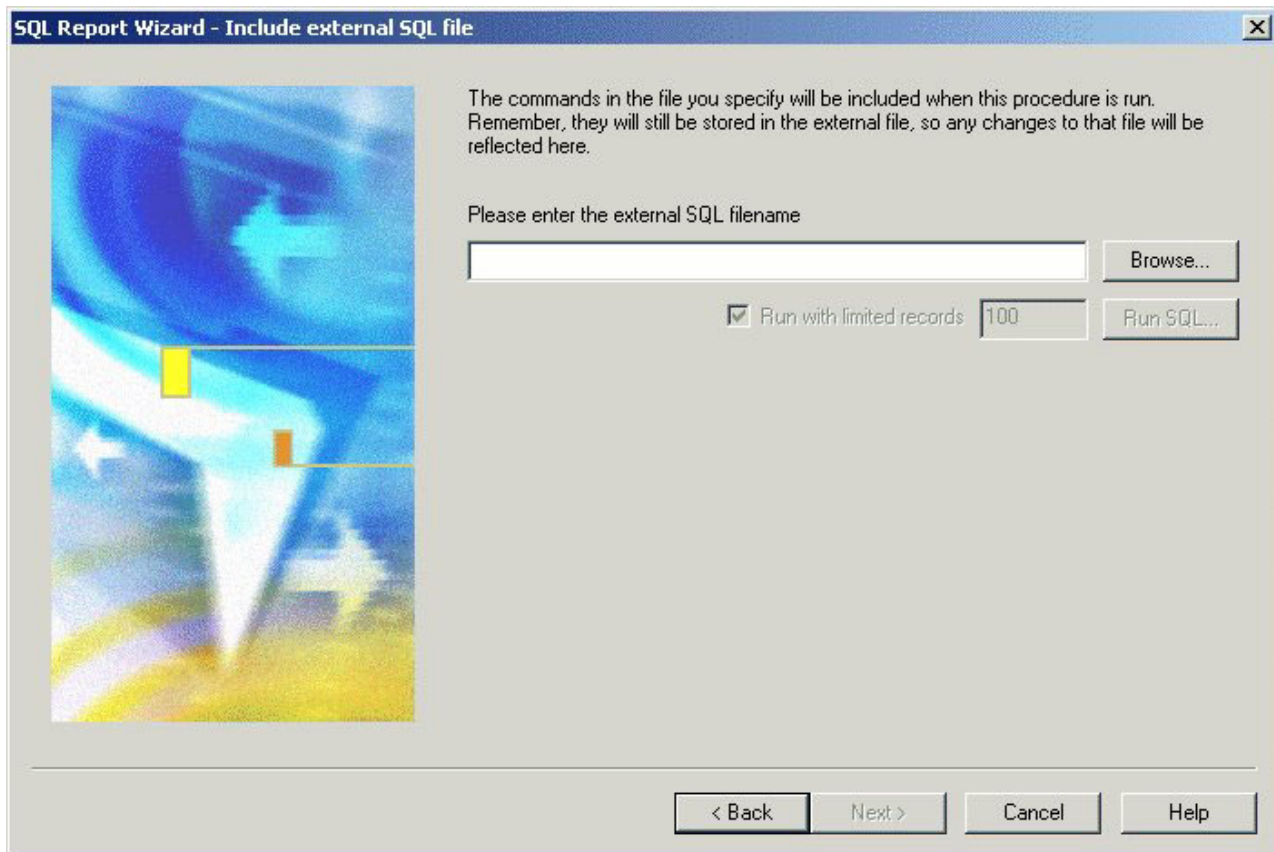 SQL Report Wizard - Include external SQL file
The commands in the file you specify will be included when this procedure is run.
Remember, they will still be stored in the external file, so any changes to that file will be
reflected here.
Please enter the external SQL filename
Browse...
Run with limited records 100 Run SQL...
< Back Next > Cancel Help